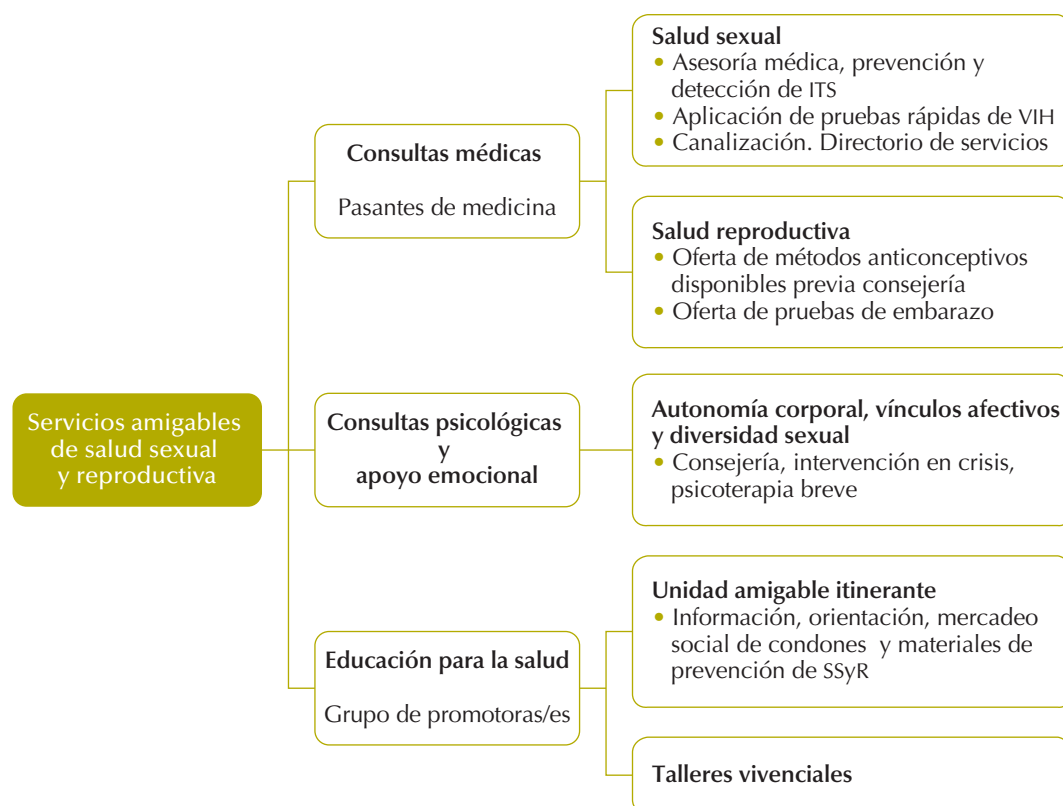 Servicios amigables
de salud sexual
y reproductiva
Consultas médicas
Pasantes de medicina
Salud sexual
• Asesoría médica, prevención y
detección de ITS
• Aplicación de pruebas rápidas de VIH
• Canalización. Directorio de servicios
Salud reproductiva
• Oferta de métodos anticonceptivos
disponibles previa consejería
• Oferta de pruebas de embarazo
Consultas psicológicas
y
apoyo emocional
Autonomía corporal, vínculos afectivos
y diversidad sexual
• Consejería, intervención en crisis,
psicoterapia breve
Educación para la salud
Grupo de promotoras/es
Unidad amigable itinerante
• Información, orientación, mercadeo
social de condones y materiales de
prevención de SSyR
Talleres vivenciales